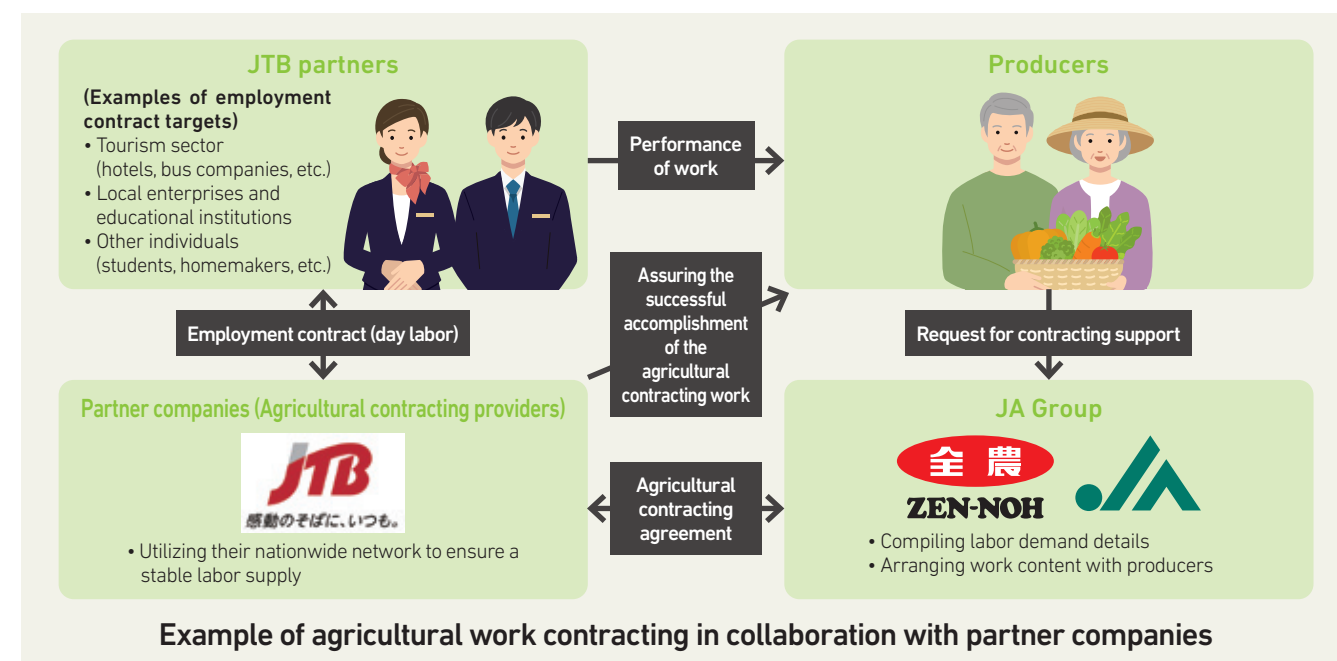 JTB partners
(Examples of employment
contract targets)
• Tourism sector
(hotels, bus companies, etc.)
• Local enterprises and
educational institutions
• Other individuals
(students, homemakers, etc.)
Performance
of work
Producers
Employment contract (day labor)
Assuring the
successful
accomplishment
of the
agricultural
contracting work
Request for contracting support
Partner companies (Agricultural contracting providers)
JTB
感動のそばに、いつも。
• Utilizing their nationwide network to ensure a
stable labor supply
Agricultural
contracting
agreement
JA Group
全農
ZEN-NOH
JA
• Compiling labor demand details
• Arranging work content with producers
Example of agricultural work contracting in collaboration with partner companies